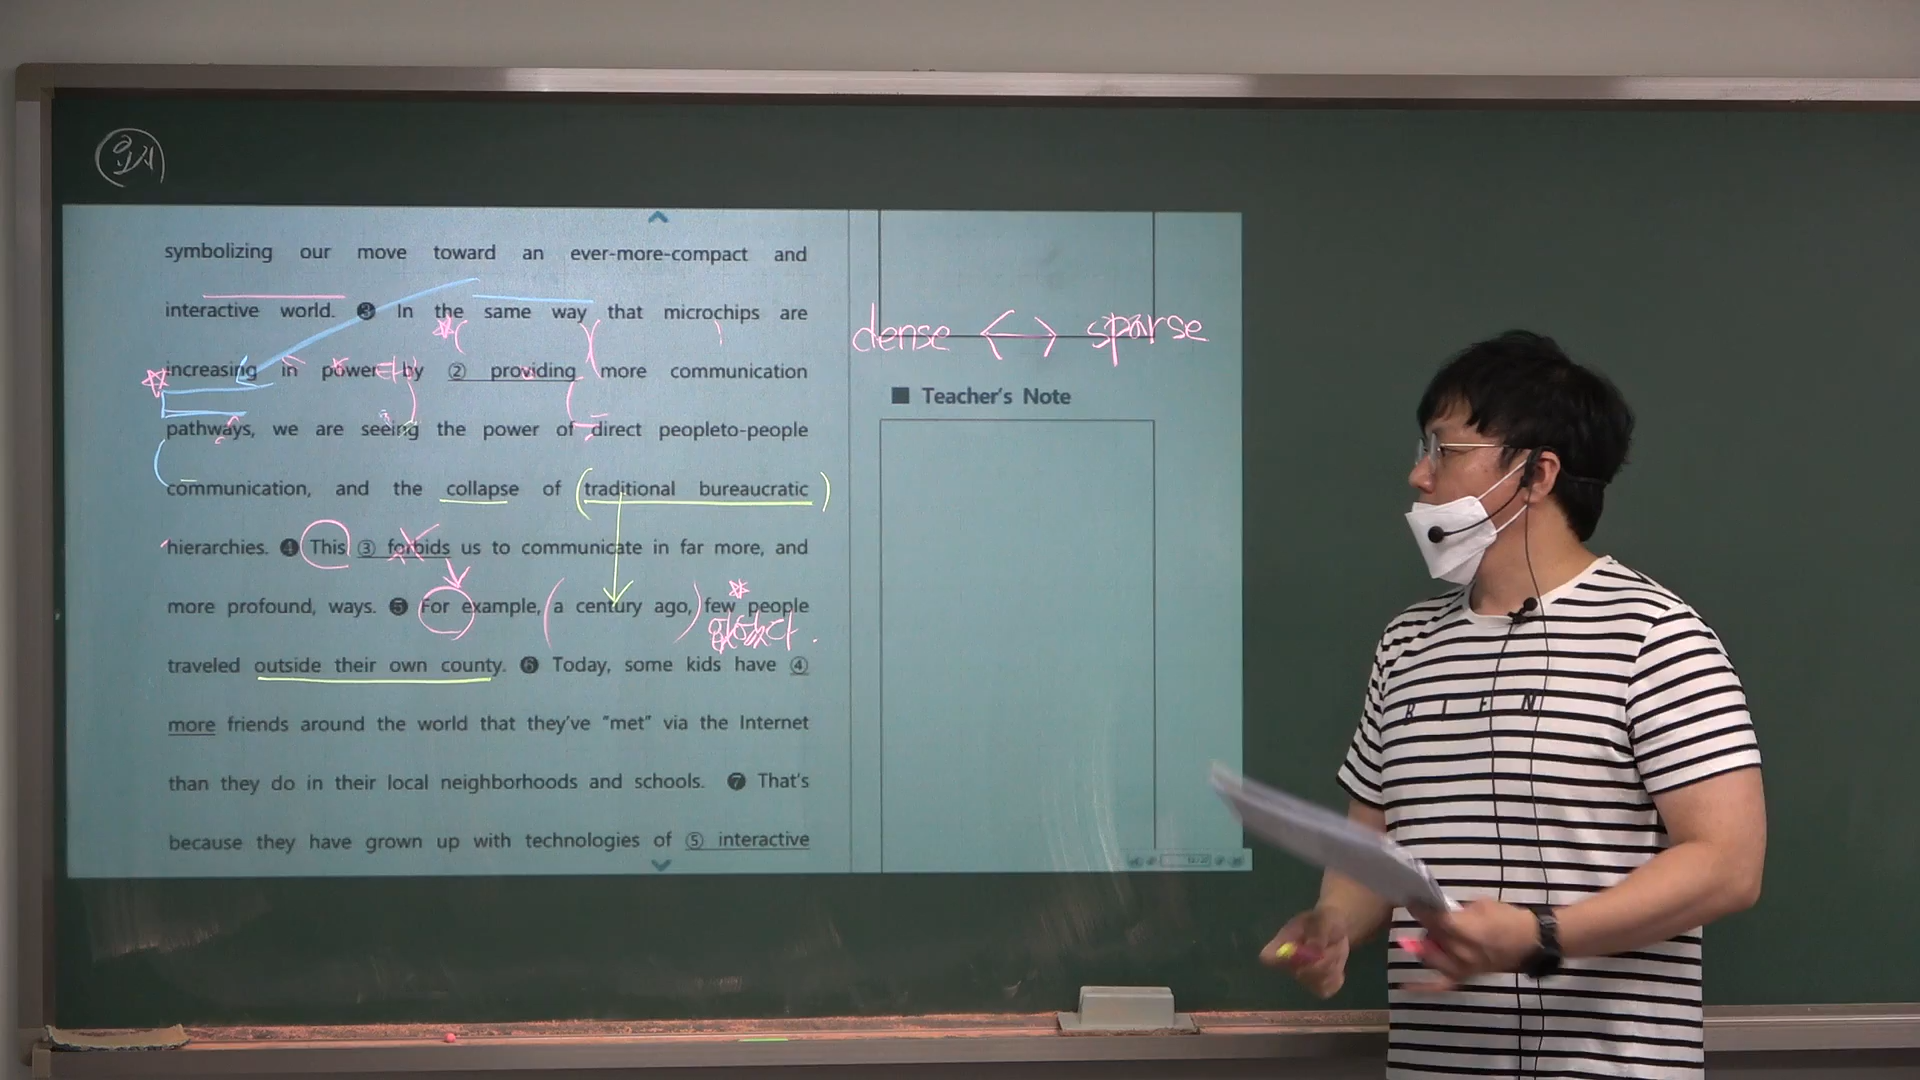 요지
symbolizing our move toward an ever-more-compact and
interactive world. ❸ In the same way that microchips are
increasing in power by ② providing more communication
pathways, we are seeing the power of direct peopleto-people
communication, and the collapse of traditional bureaucratic
hierarchies. ❹ This ③ forbids us to communicate in far more, and
more profound, ways. ❺ For example, a century ago, few people
없었다.
traveled outside their own county. ❻ Today, some kids have ④
more friends around the world that they've "met" via the Internet
than they do in their local neighborhoods and schools. ❼ That's
because they have grown up with technologies of ⑤ interactive
dense <-> sparse
■ Teacher's Note